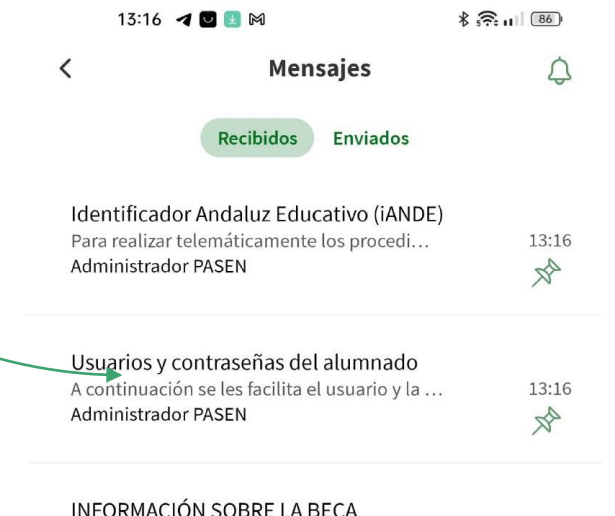 13:16 86
Mensajes
Recibidos Enviados
Identificador Andaluz Educativo (iANDE)
Para realizar telemáticamente los procedi... 13:16
Administrador PASEN
Usuarios y contraseñas del alumnado
A continuación se les facilita el usuario y la ... 13:16
Administrador PASEN
INFORMACIÓN SOBRE LA BECA